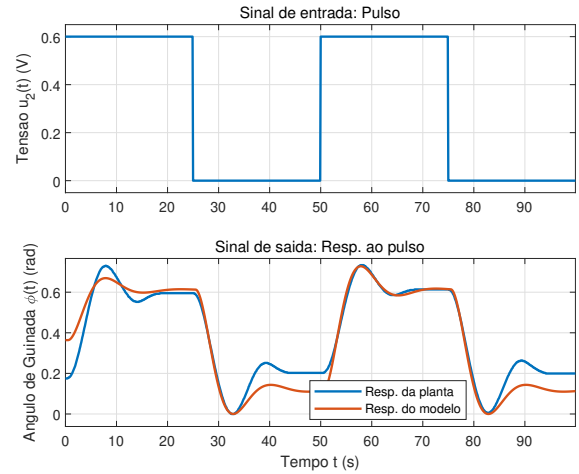 Sinal de entrada: Pulso
Tensao u2(t) (V)
0.6
0.4
0.2
0
0 10 20 30 40 50 60 70 80 90
Sinal de saida: Resp. ao pulso
Angulo de Guinada ϕ(t) (rad)
0.6
0.4
0.2
0
Resp. da planta
Resp. do modelo
0 10 20 30 40 50 60 70 80 90
Tempo t (s)